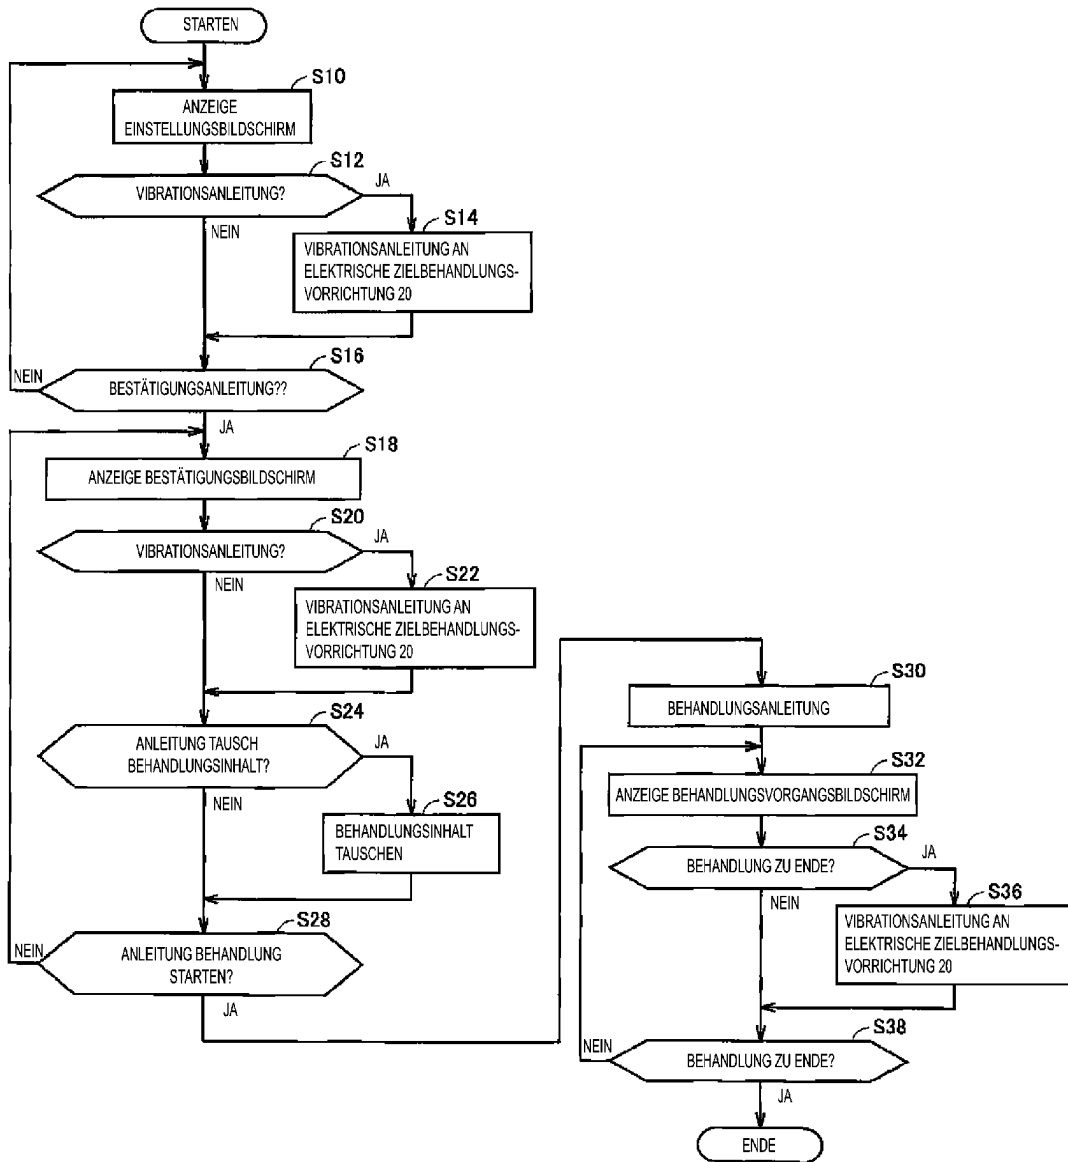 STARTEN
S10
ANZEIGE
EINSTELLUNGSBILDSCHIRM
S12
VIBRATIONSANLEITUNG?
JA
NEIN
S14
VIBRATIONSANLEITUNG AN
ELEKTRISCHE ZIELBEHANDLUNGS-
VORRICHTUNG 20
S16
NEIN
BESTÄTIGUNGSANLEITUNG??
JA
S18
ANZEIGE BESTÄTIGUNGSBILDSCHIRM
S20
VIBRATIONSANLEITUNG?
JA
NEIN
S22
VIBRATIONSANLEITUNG AN
ELEKTRISCHE ZIELBEHANDLUNGS-
VORRICHTUNG 20
S24
ANLEITUNG TAUSCH
BEHANDLUNGSINHALT?
JA
NEIN
S26
BEHANDLUNGSINHALT
TAUSCHEN
S28
NEIN
ANLEITUNG BEHANDLUNG
STARTEN?
JA
S30
BEHANDLUNGSANLEITUNG
S32
ANZEIGE BEHANDLUNGSVORGANGSBILDSCHIRM
S34
BEHANDLUNG ZU ENDE?
JA
NEIN
S36
VIBRATIONSANLEITUNG AN
ELEKTRISCHE ZIELBEHANDLUNGS-
VORRICHTUNG 20
S38
NEIN
BEHANDLUNG ZU ENDE?
JA
ENDE